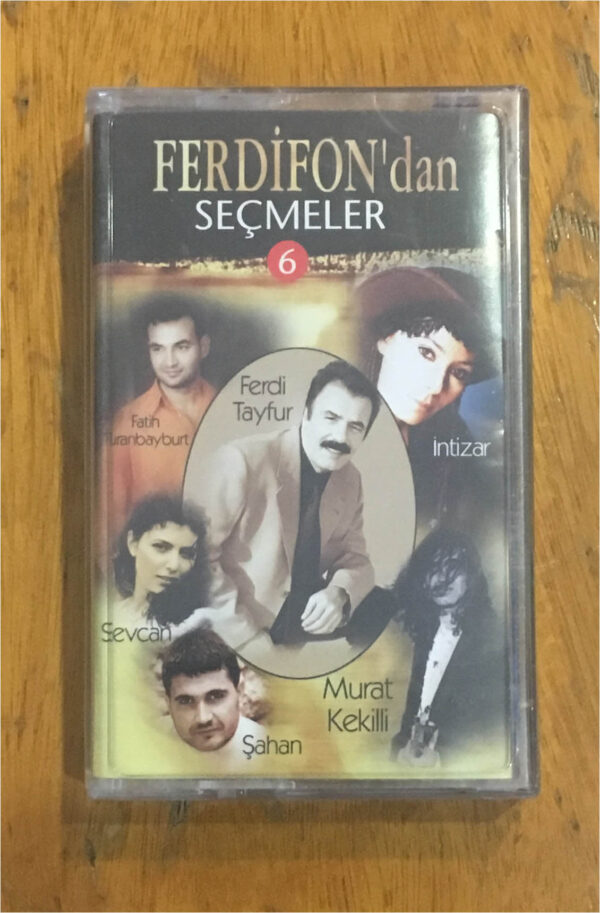 FERDİFON'dan
SEÇMELER
6
Ferdi
Tayfur
Fatih
Turanbayburt
İntizar
Sevcan
Murat
Kekilli
Şahan